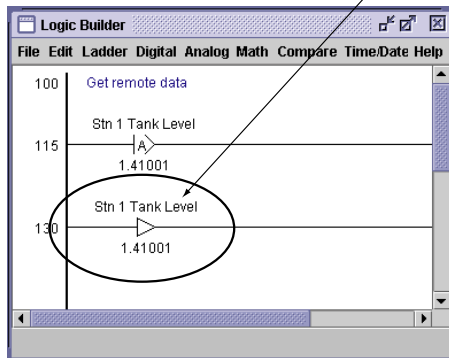 Logic Builder
File Edit Ladder Digital Analog Math Compare Time/Date Help
100 Get remote data
Stn 1 Tank Level
115 A
1.41001
Stn 1 Tank Level
130
1.41001